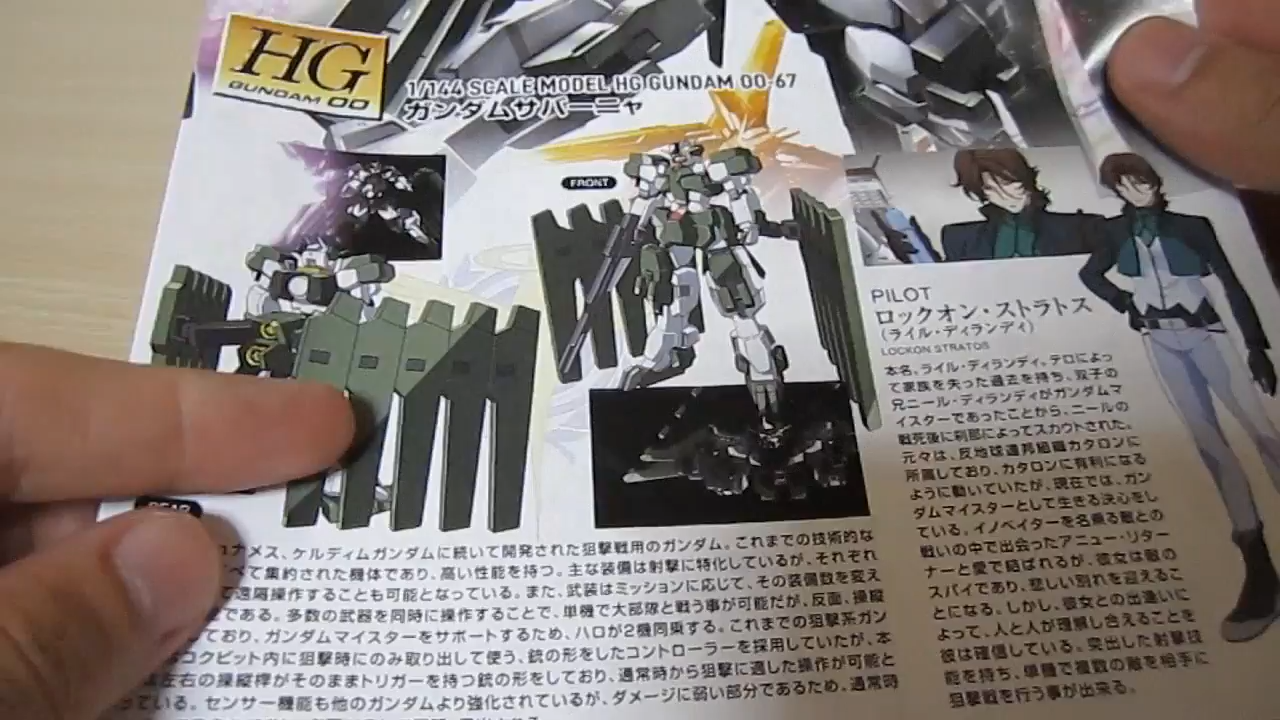 HG
GUNDAM 00
1/144 SCALE MODEL HG GUNDAM 00-67
ガンダムサバーニャ
FRONT
PILOT
ロックオン・ストラトス
(ライル・ディランディ)
LOCKON STRATOS
本名、ライル・ディランディ。テロによっ
て家族を失った過去を持ち、双子の
兄ニール・ディランディがガンダムマ
イスターであったことから、ニールの
戦死後に刹那によってスカウトされた。
元々は、反地球連邦組織カタロンに
所属しており、カタロンに有利になる
ように動いていたが、現在では、ガン
ダムマイスターとして生きる決心をし
ている。イノベイターを名乗る敵との
戦いの中で出会ったアニュー・リター
ナーと愛で結ばれるが、彼女は敵の
スパイであり、悲しい別れを迎えるこ
とになる。しかし、彼女との出逢いに
よって、人と人が理解し合えることを
彼は確信している。突出した射撃技
能を持ち、単機で複数の敵を相手に
狙撃戦を行う事が出来る。
ナメス、ケルディムガンダムに続いて開発された狙撃戦用のガンダム。これまでの技術的な
べて集約された機体であり、高い性能を持つ。主な装備は射撃に特化しているが、それぞれ
て遠隔操作することも可能となっている。また、武装はミッションに応じて、その装備数を変え
である。多数の武器を同時に操作することで、単機で大部隊と戦う事が可能だが、反面、操縦
ており、ガンダムマイスターをサポートするため、ハロが2機同乗する。これまでの狙撃系ガン
コクピット内に狙撃時にのみ取り出して使う、銃の形をしたコントローラーを採用していたが、本
左右の操縦桿がそのままトリガーを持つ銃の形をしており、通常時から狙撃に適した操作が可能と
っている。センサー機能も他のガンダムより強化されているが、ダメージに弱い部分であるため、通常時